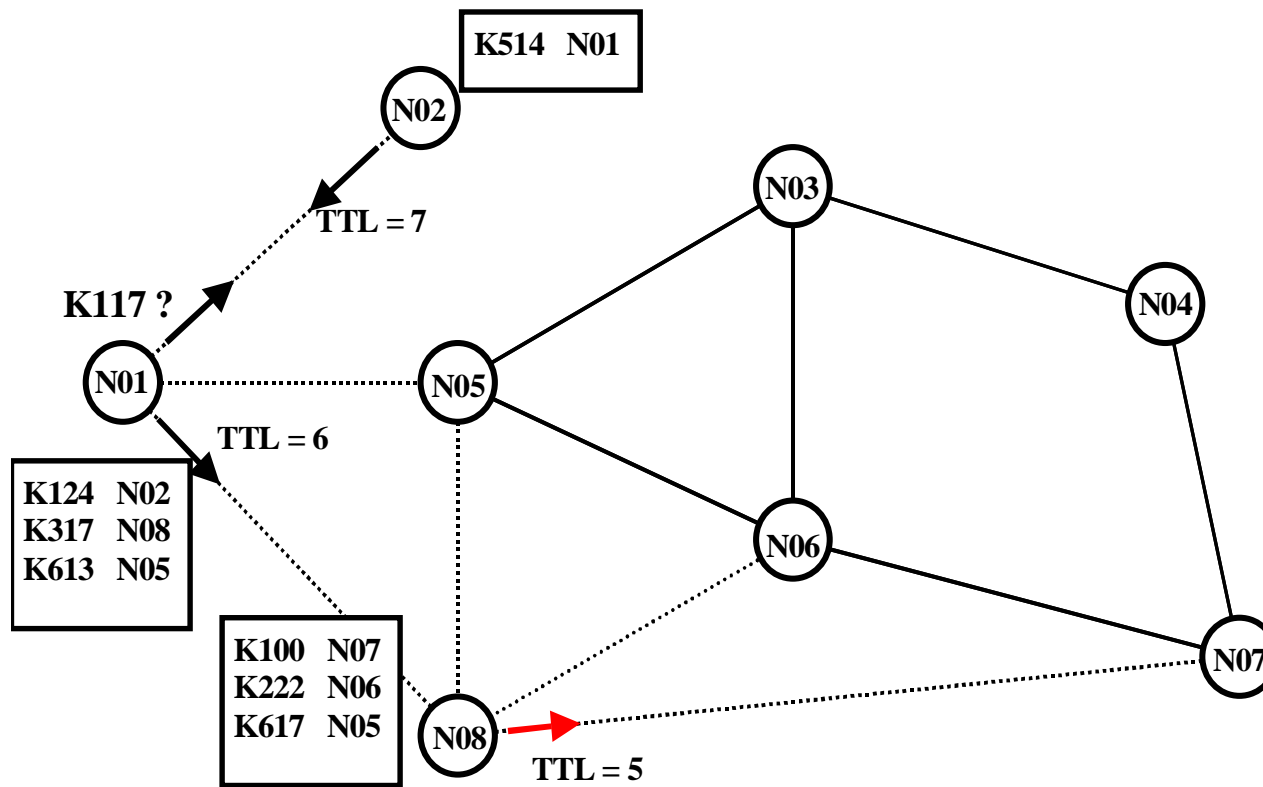 K514 N01
N02
N03
TTL = 7
K117 ?
N04
N01
N05
TTL = 6
K124 N02
K317 N08
K613 N05
N06
K100 N07
K222 N06
K617 N05
N07
N08
TTL = 5